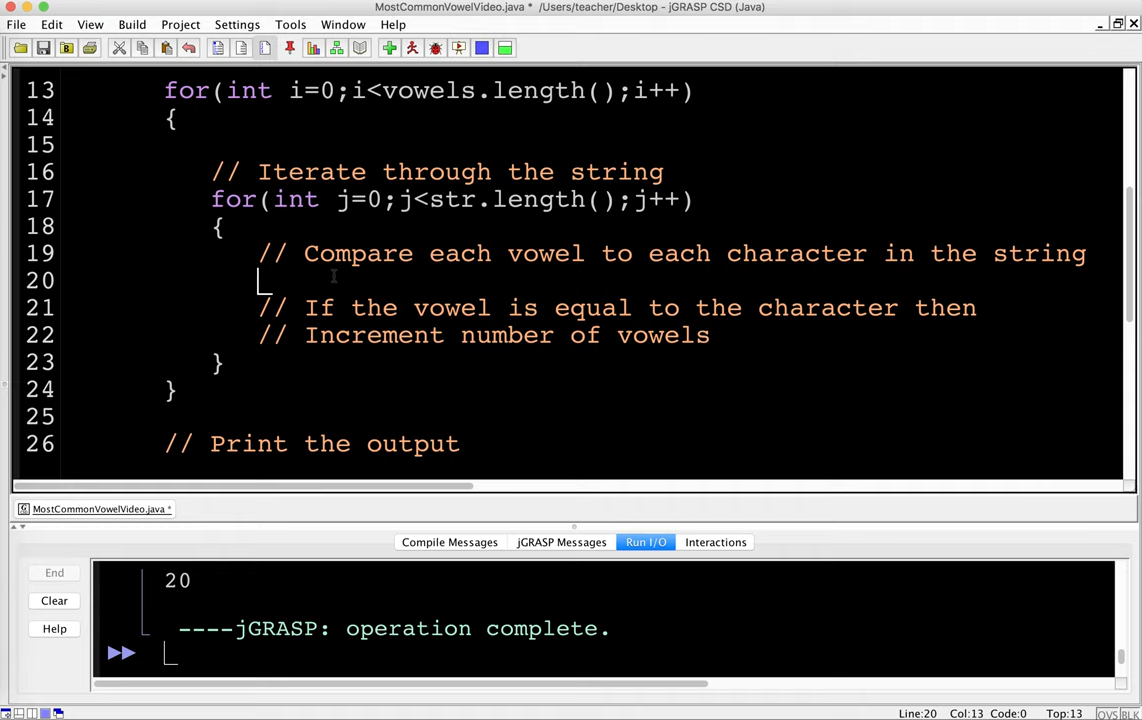 MostCommonVowelVideo.java * /Users/teacher/Desktop - jGRASP CSD (Java)
File Edit View Build Project Settings Tools Window Help
13 for(int i=0;i<vowels.length();i++)
14 {
15
16 // Iterate through the string
17 for(int j=0;j<str.length();j++)
18 {
19 // Compare each vowel to each character in the string
20
21 // If the vowel is equal to the character then
22 // Increment number of vowels
23 }
24 }
25
26 // Print the output
MostCommonVowelVideo.java *
Compile Messages jGRASP Messages Run I/O Interactions
End
Clear
Help
20
----jGRASP: operation complete.
Line:20 Col:13 Code:0 Top:13 OVS BLK